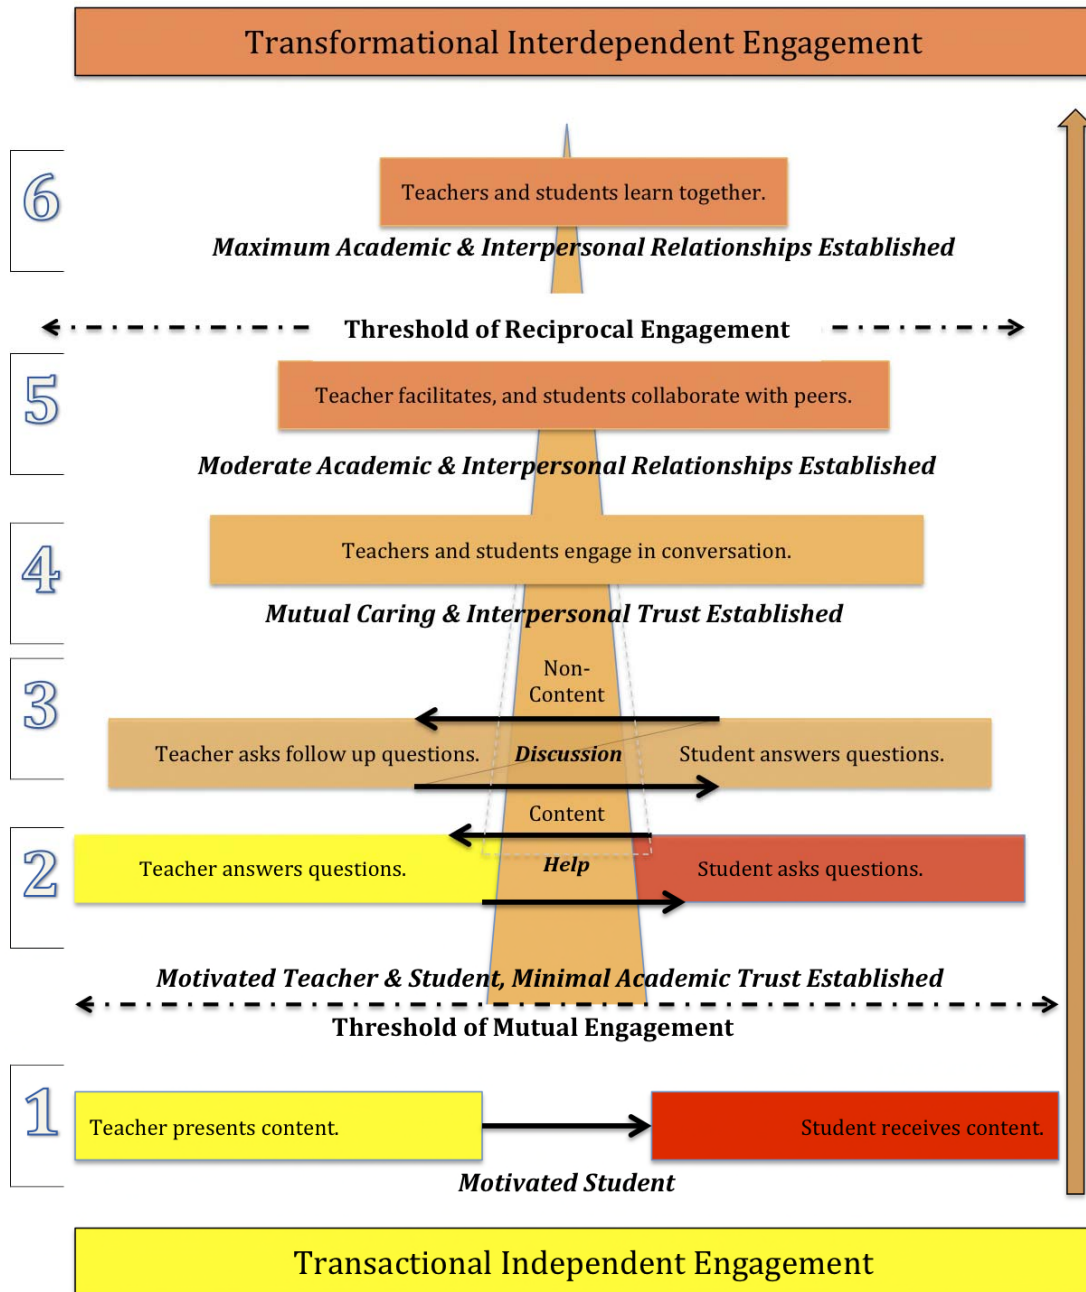 Transformational Interdependent Engagement
6
Teachers and students learn together.
Maximum Academic & Interpersonal Relationships Established
Threshold of Reciprocal Engagement
5
Teacher facilitates, and students collaborate with peers.
Moderate Academic & Interpersonal Relationships Established
4
Teachers and students engage in conversation.
Mutual Caring & Interpersonal Trust Established
3
Non-
Content
Teacher asks follow up questions. Discussion Student answers questions.
Content
2
Teacher answers questions. Help Student asks questions.
Motivated Teacher & Student, Minimal Academic Trust Established
Threshold of Mutual Engagement
1
Teacher presents content. Student receives content.
Motivated Student
Transactional Independent Engagement